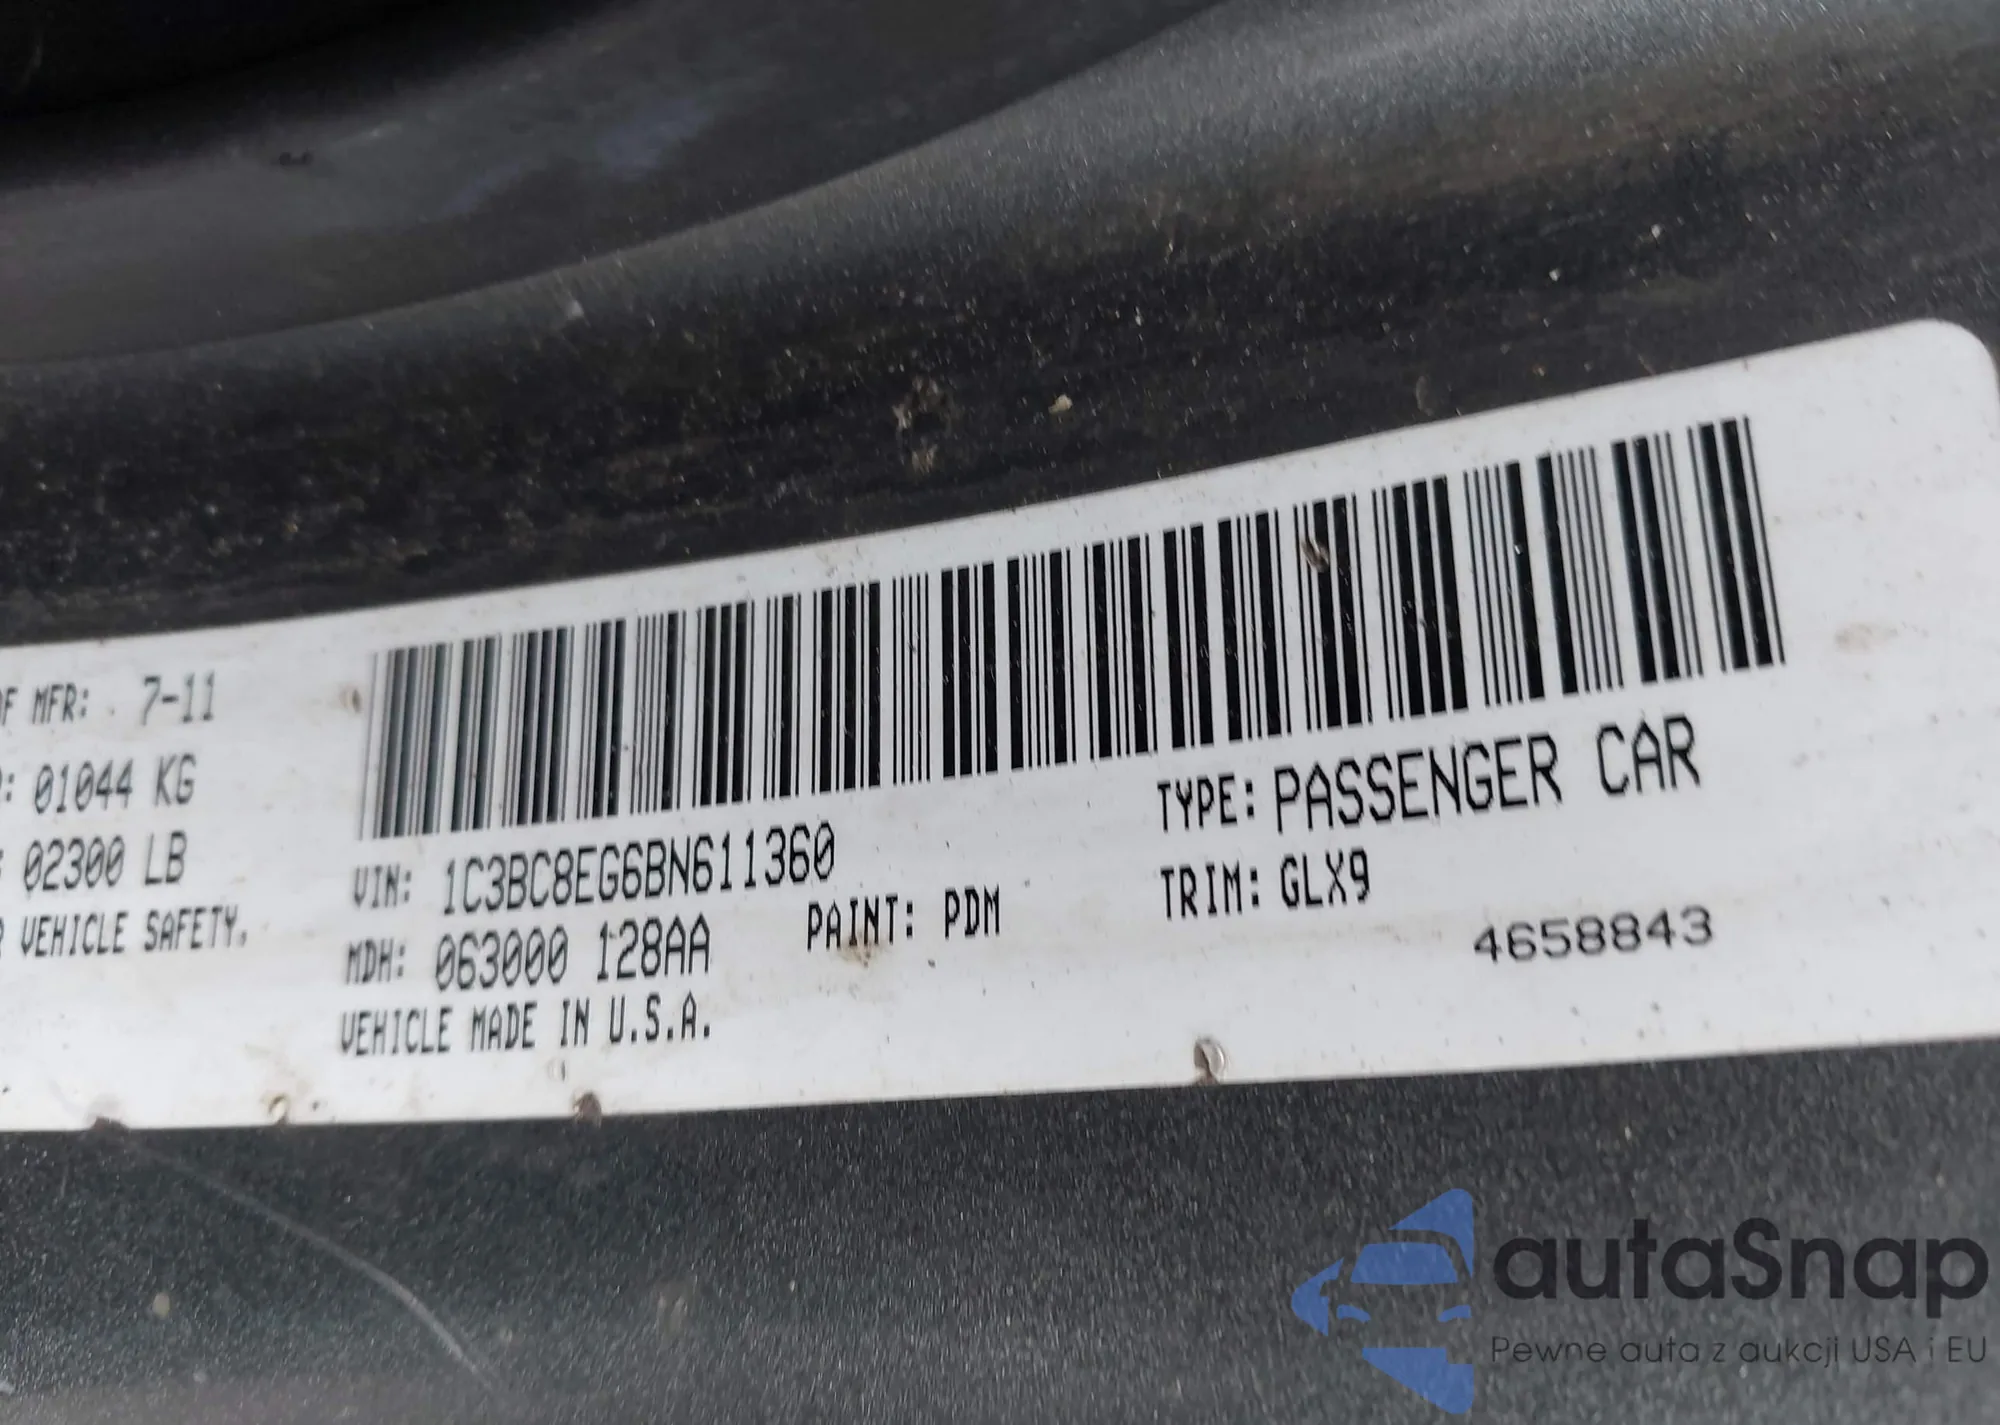 OF MFR: 7-11
: 01044 KG
02300 LB
VEHICLE SAFETY.
VIN: 1C3BC8EG6BN611360
MDH: 063000 128AA
PAINT: PDM
VEHICLE MADE IN U.S.A.
TYPE: PASSENGER CAR
TRIM: GLX9
4658843
autaSnap
Pewne auta z aukcji USA i EU